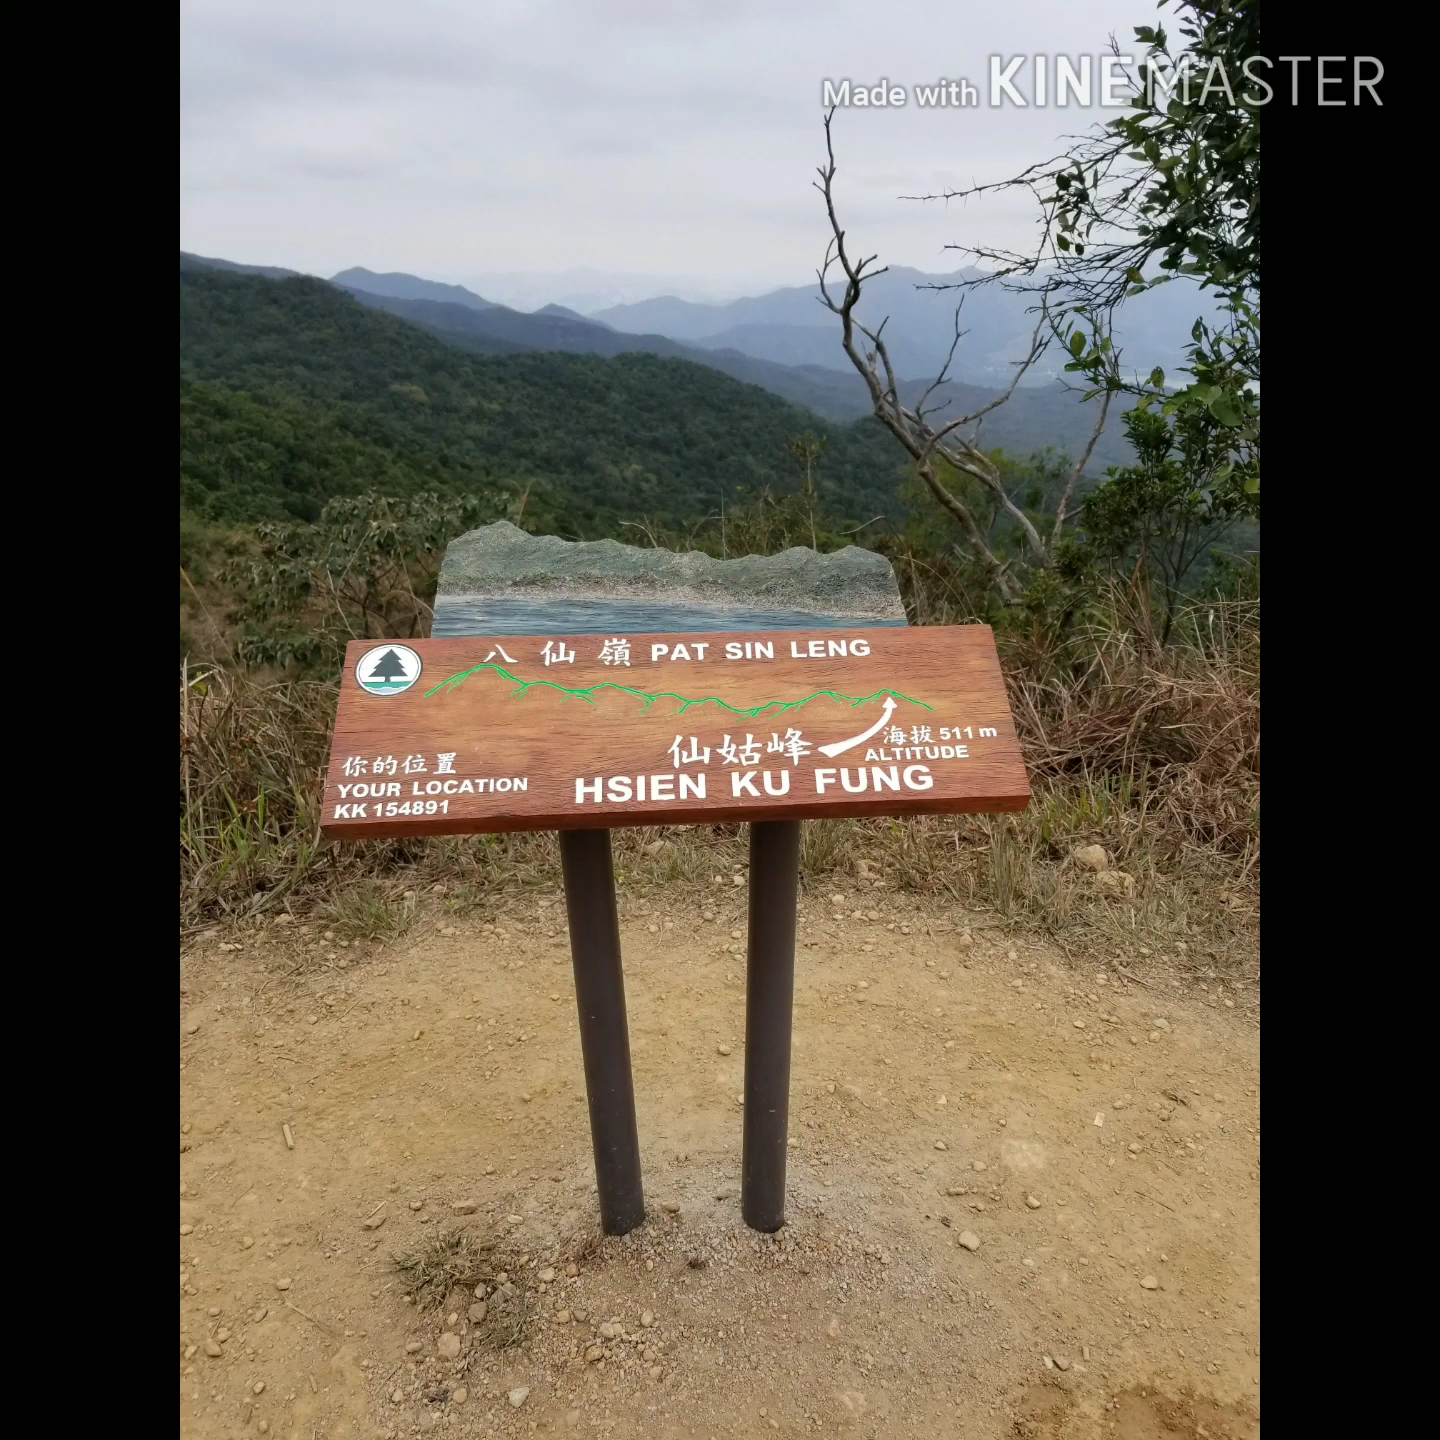 Made with KINEMASTER
八仙嶺 PAT SIN LENG
仙姑峰
海拔 511 m
ALTITUDE
HSIEN KU FUNG
你的位置
YOUR LOCATION
KK 154891